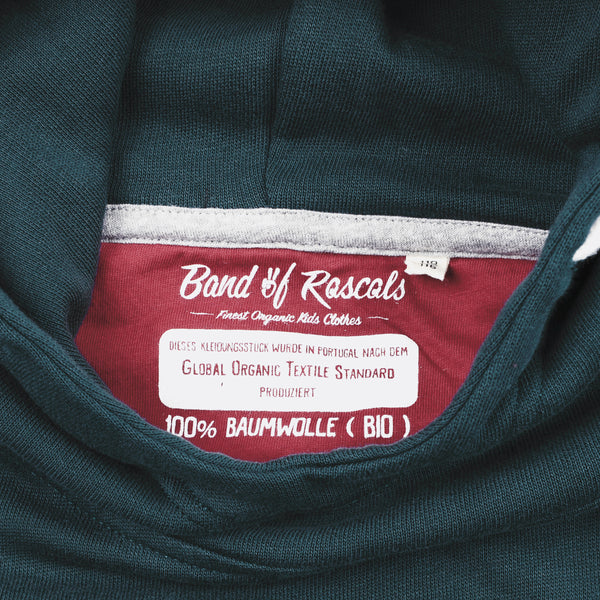 Band of Rascals
Finest Organic Kids Clothes
DIESES KLEIDUNGSSTÜCK WURDE IN PORTUGAL NACH DEM
GLOBAL ORGANIC TEXTILE STANDARD
PRODUZIERT
100% BAUMWOLLE ( BIO )